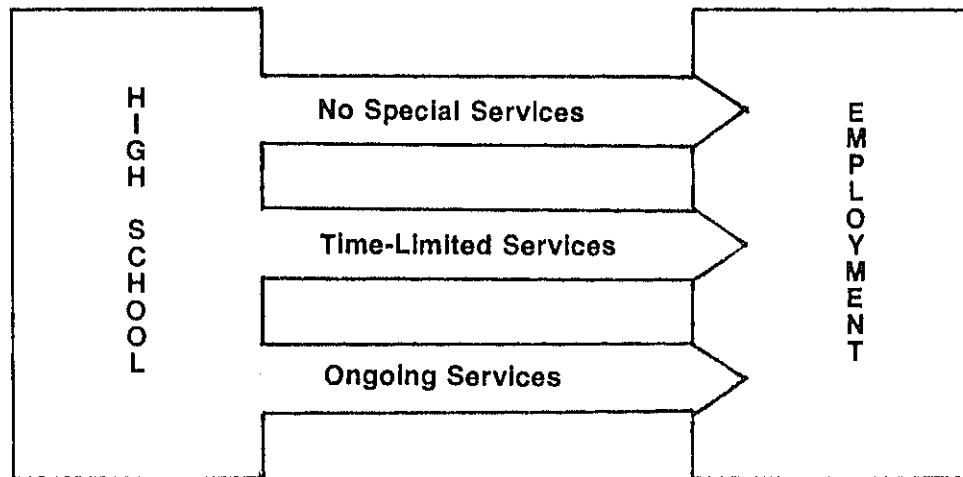 HIGH SCHOOL
No Special Services
Time-Limited Services
Ongoing Services
EMPLOYMENT